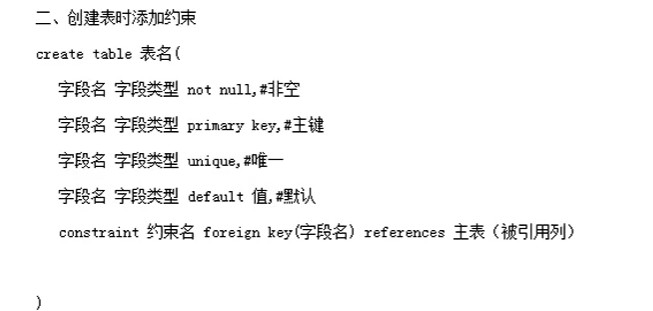 二、创建表时添加约束
create table 表名(
字段名 字段类型 not null,#非空
字段名 字段类型 primary key,#主键
字段名 字段类型 unique,#唯一
字段名 字段类型 default 值,#默认
constraint 约束名 foreign key(字段名) references 主表（被引用列）
)